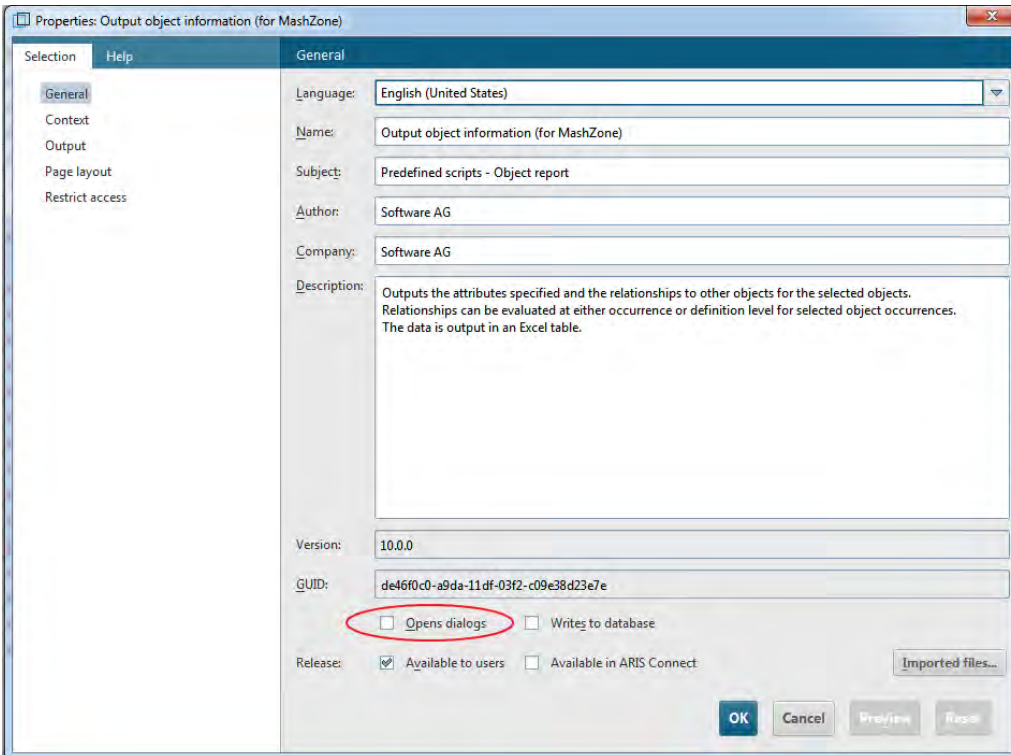 Properties: Output object information (for MashZone)
Selection Help
General
Context
Output
Page layout
Restrict access
General
Language: English (United States)
Name: Output object information (for MashZone)
Subject: Predefined scripts - Object report
Author: Software AG
Company: Software AG
Description: Outputs the attributes specified and the relationships to other objects for the selected objects.
Relationships can be evaluated at either occurrence or definition level for selected object occurrences.
The data is output in an Excel table.
Version: 10.0.0
GUID: de46f0c0-a9da-11df-03f2-c09e38d23e7e
Opens dialogs Writes to database
Release: Available to users Available in ARIS Connect Imported files...
OK Cancel Preview Reset